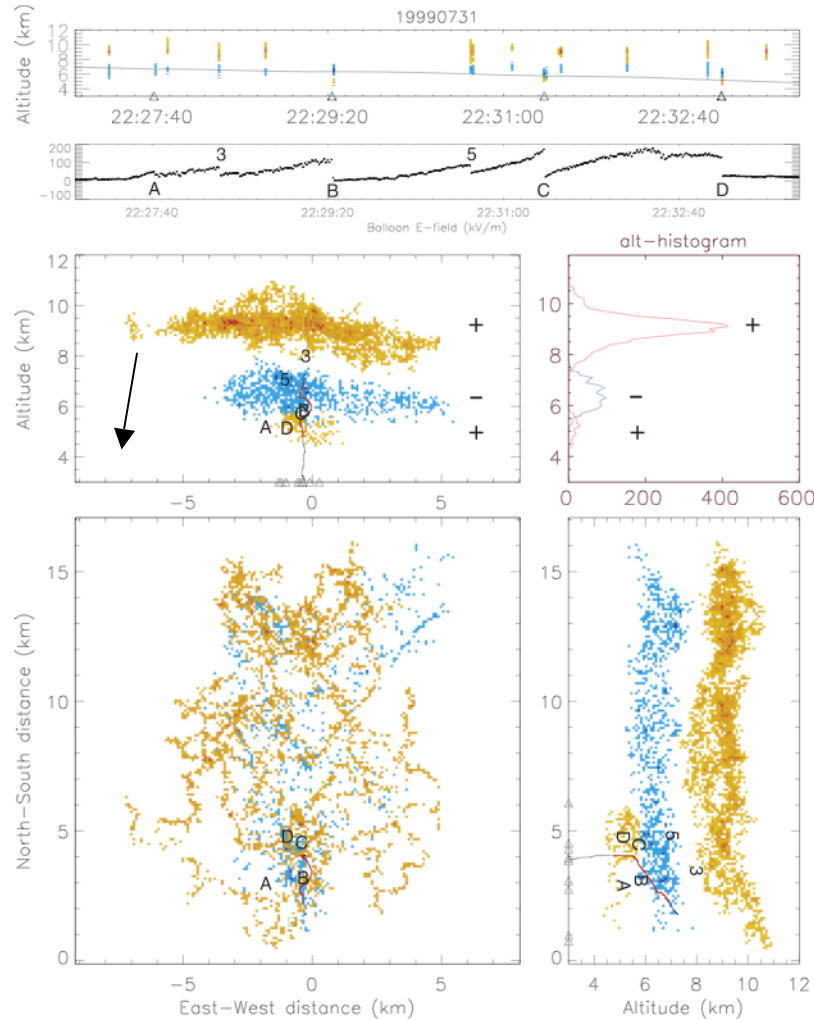 19990731
12
10
8
6
4
Altitude (km)
22:27:40 22:29:20 22:31:00 22:32:40
200
100
0
-100
3 5
A B C D
22:27:40 22:29:20 22:31:00 22:32:40
Balloon E-field (kV/m)
alt-histogram
12
10
8
6
4
Altitude (km)
+
3
5
-
C
B
A D
+
-5 0 5
10
8
6
4
+
-
+
0 200 400 600
15
10
5
0
North-South distance (km)
D C
A B
-5 0 5
East-West distance (km)
15
10
5
0
D C 5
A B 3
4 6 8 10 12
Altitude (km)